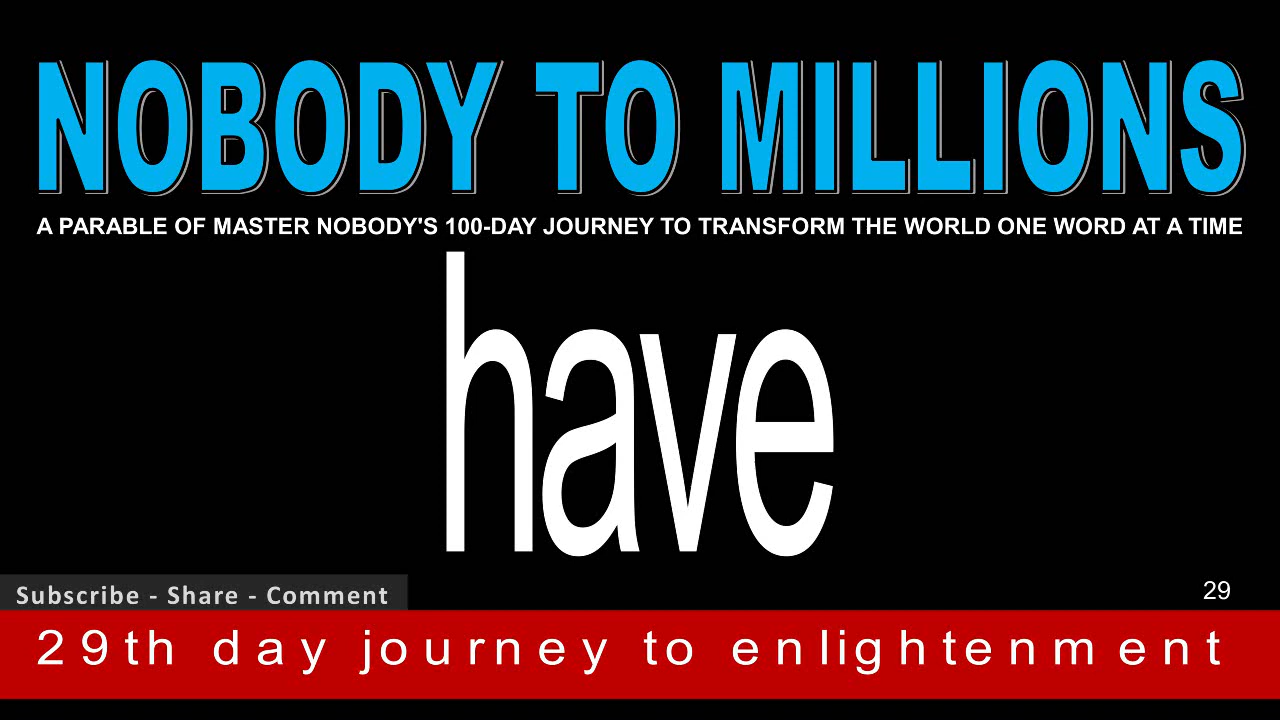 NOBODY TO MILLIONS
A PARABLE OF MASTER NOBODY'S 100-DAY JOURNEY TO TRANSFORM THE WORLD ONE WORD AT A TIME
have
Subscribe - Share - Comment
29
29th day journey to enlightenment